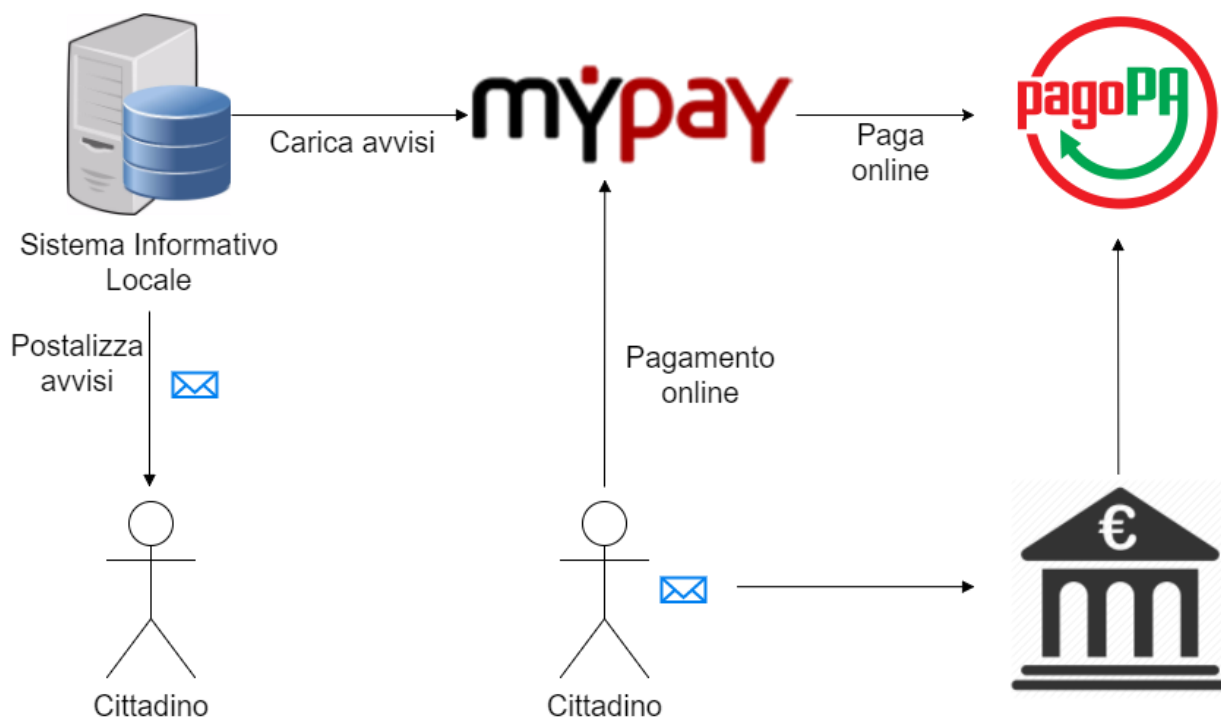 mypay
pagoPA
Carica avvisi
Paga
online
Sistema Informativo
Locale
Postalizza
avvisi
Pagamento
online
€
Cittadino
Cittadino